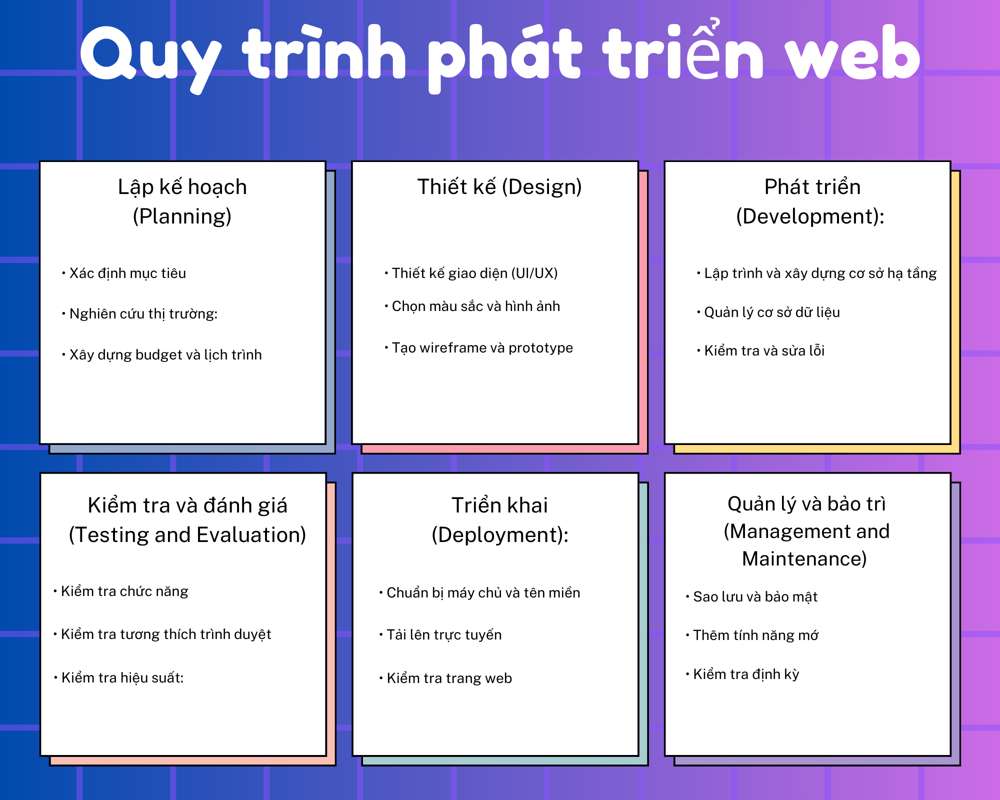 Quy trình phát triển web
Lập kế hoạch
(Planning)
• Xác định mục tiêu
• Nghiên cứu thị trường:
• Xây dựng budget và lịch trình
Thiết kế (Design)
• Thiết kế giao diện (UI/UX)
• Chọn màu sắc và hình ảnh
• Tạo wireframe và prototype
Phát triển
(Development):
• Lập trình và xây dựng cơ sở hạ tầng
• Quản lý cơ sở dữ liệu
• Kiểm tra và sửa lỗi
Kiểm tra và đánh giá
(Testing and Evaluation)
• Kiểm tra chức năng
• Kiểm tra tương thích trình duyệt
• Kiểm tra hiệu suất:
Triển khai
(Deployment):
• Chuẩn bị máy chủ và tên miền
• Tải lên trực tuyến
• Kiểm tra trang web
Quản lý và bảo trì
(Management and
Maintenance)
• Sao lưu và bảo mật
• Thêm tính năng mớ
• Kiểm tra định kỳ